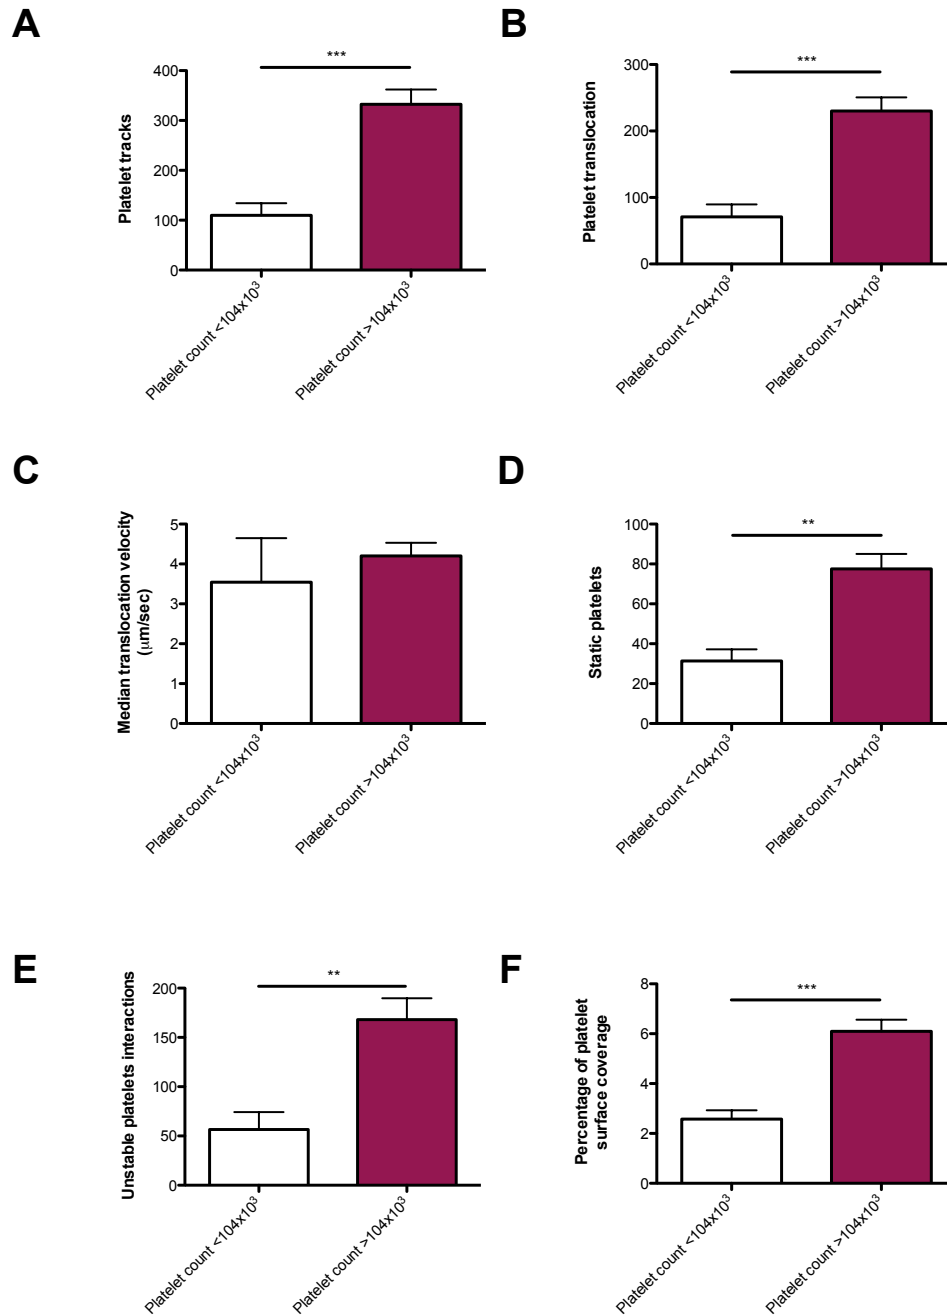 A
***
400
300
200
100
0
Platelet tracks
Platelet count <104x10³
Platelet count >104x10³
B
***
300
200
100
0
Platelet translocation
Platelet count <104x10³
Platelet count >104x10³
C
5
4
3
2
1
0
Median translocation velocity
(µm/sec)
Platelet count <104x10³
Platelet count >104x10³
D
**
100
80
60
40
20
0
Static platelets
Platelet count <104x10³
Platelet count >104x10³
E
**
200
150
100
50
0
Unstable platelets interactions
Platelet count <104x10³
Platelet count >104x10³
F
***
8
6
4
2
0
Percentage of platelet
surface coverage
Platelet count <104x10³
Platelet count >104x10³